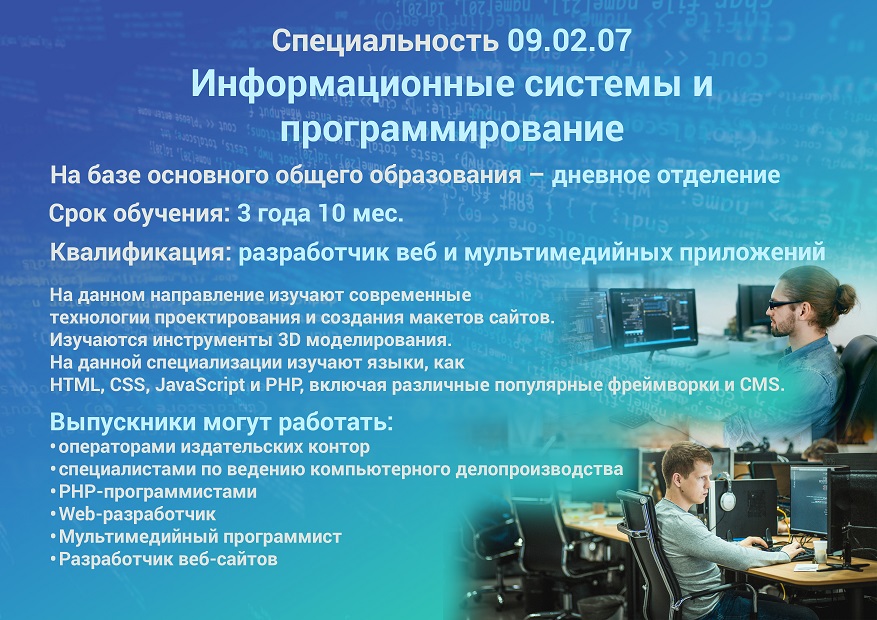 Специальность 09.02.07
Информационные системы и
программирование
На базе основного общего образования – дневное отделение
Срок обучения: 3 года 10 мес.
Квалификация: разработчик веб и мультимедийных приложений
На данном направление изучают современные
технологии проектирования и создания макетов сайтов.
Изучаются инструменты 3D моделирования.
На данной специализации изучают языки, как
HTML, CSS, JavaScript и PHP, включая различные популярные фреймворки и CMS.
Выпускники могут работать:
• операторами издательских контор
• специалистами по ведению компьютерного делопроизводства
• PHP-программистами
• Web-разработчик
• Мультимедийный программист
• Разработчик веб-сайтов